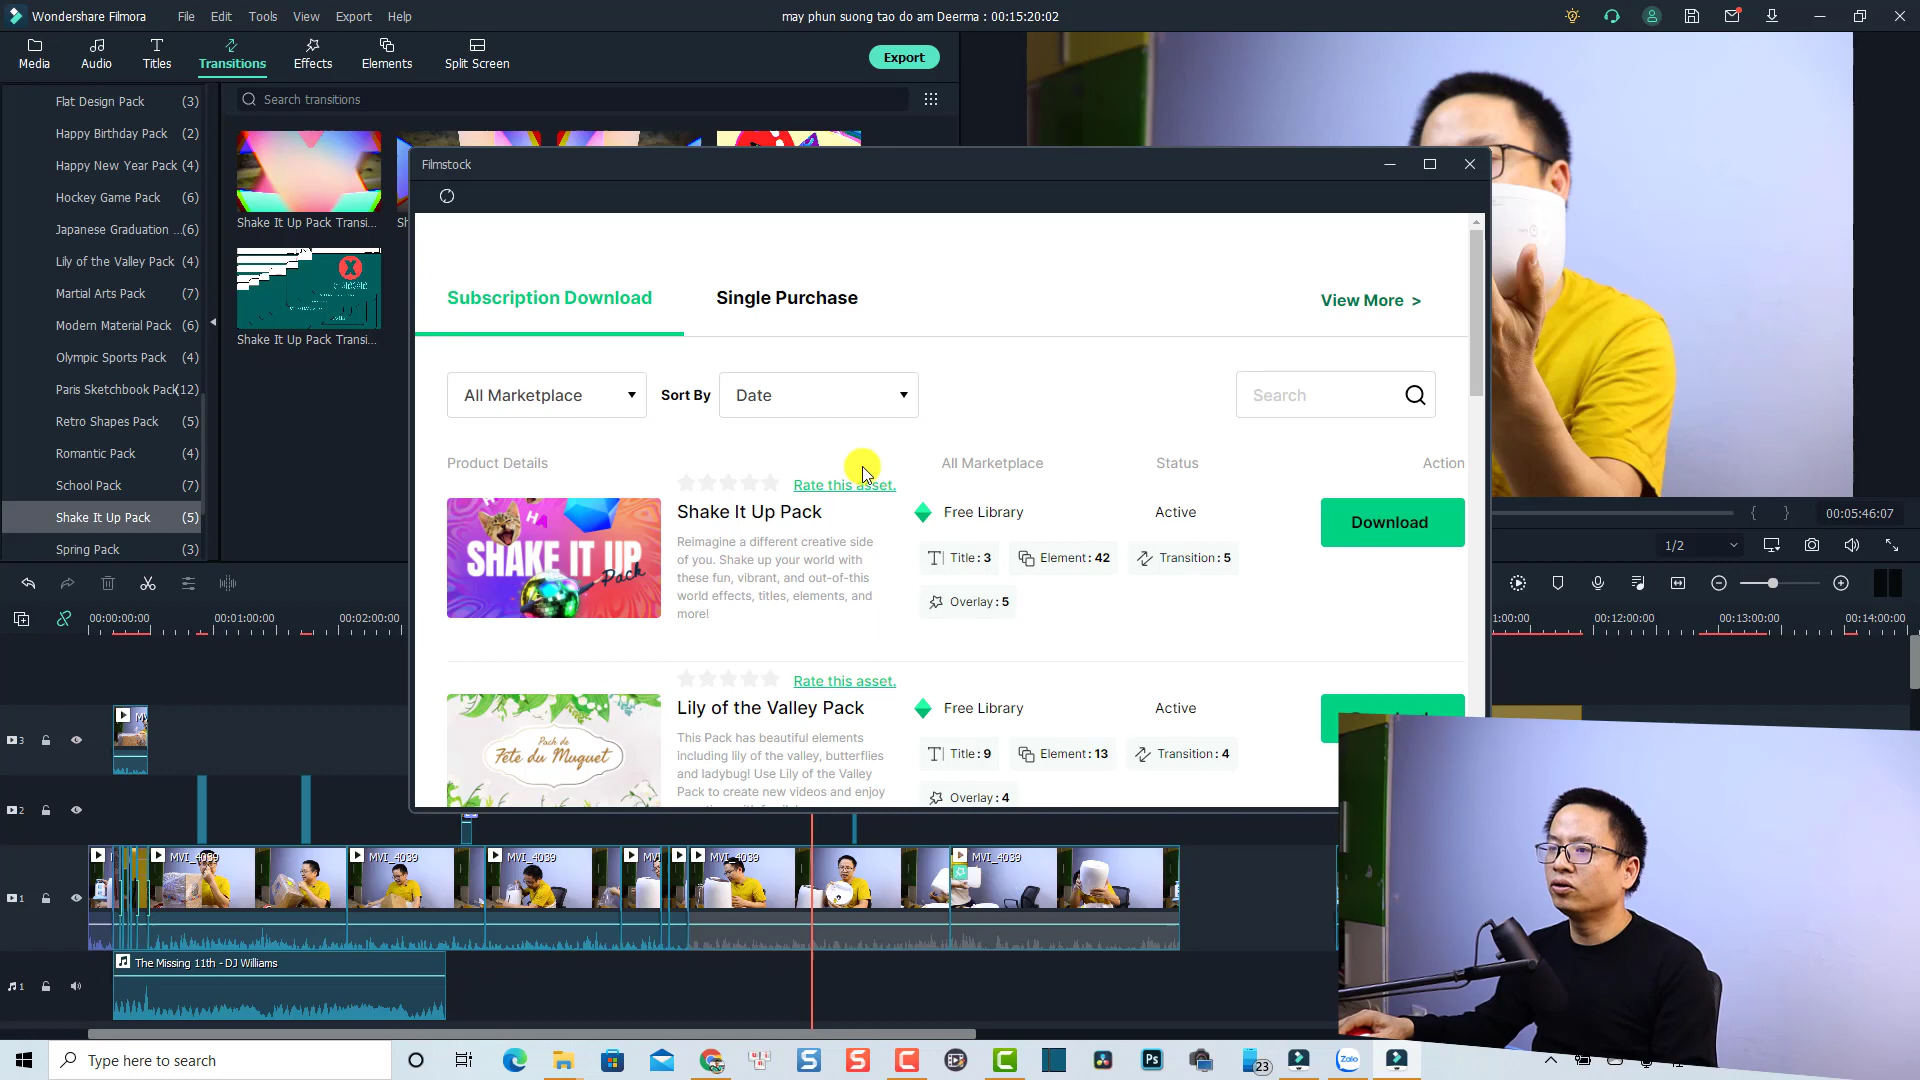 Wondershare Filmora
File Edit Tools View Export Help
may phun suong tao do am Deerma : 00:15:20:02
Media Audio Titles Transitions Effects Elements Split Screen
Export
Search transitions
Flat Design Pack (3)
Happy Birthday Pack (2)
Happy New Year Pack (4)
Hockey Game Pack (6)
Japanese Graduation ... (6)
Lily of the Valley Pack (4)
Martial Arts Pack (7)
Modern Material Pack (6)
Olympic Sports Pack (4)
Paris Sketchbook Pack (12)
Retro Shapes Pack (5)
Romantic Pack (4)
School Pack (7)
Shake It Up Pack (5)
Spring Pack (3)
Shake It Up Pack Transi...
Shake It Up Pack Transi...
Filmstock
Subscription Download Single Purchase View More >
All Marketplace Sort By Date Search
Product Details All Marketplace Status Action
Rate this asset.
SHAKE IT UP
Pack
Shake It Up Pack
Reimagine a different creative side
of you. Shake up your world with
these fun, vibrant, and out-of-this
world effects, titles, elements, and
more!
Free Library Active
Title: 3 Element: 42 Transition: 5
Overlay: 5
Download
Rate this asset.
Pack de
Fête du Muguet
Lily of the Valley Pack
This Pack has beautiful elements
including lily of the valley, butterflies
and ladybug! Use Lily of the Valley
Pack to create new videos and enjoy
Free Library Active
Title: 9 Element: 13 Transition: 4
Overlay: 4
00:05:46:07
1/2
00:00:00:00 00:01:00:00 00:02:00:00 1:00:00 00:12:00:00 00:13:00:00 00:14:00:00
3
2
1
MVI_4039 MVI_4039 MVI_4039 MVI_4039 MVI_4039
1
The Missing 11th - DJ Williams
Type here to search
Ps
23
Zalo